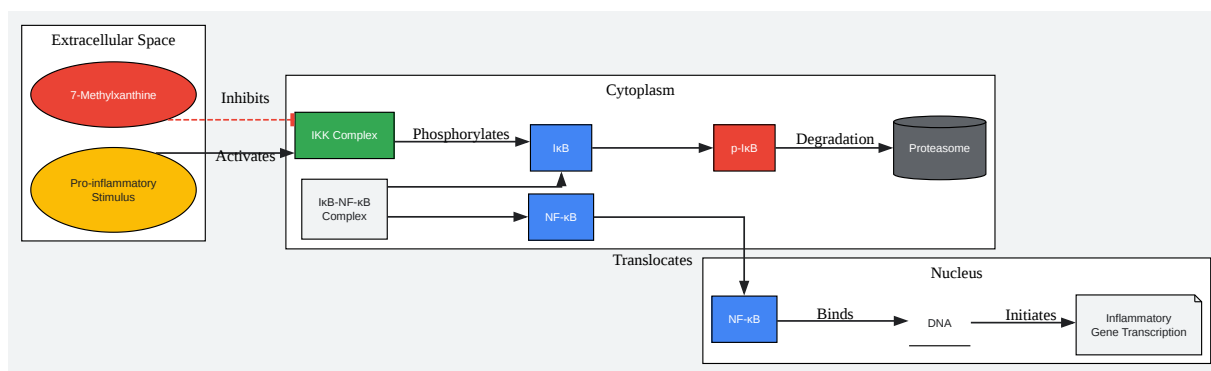 Extracellular Space
7-Methylxanthine
Pro-inflammatory
Stimulus
Inhibits
Activates
Cytoplasm
IKK Complex
Phosphorylates
IκB
p-IκB
Degradation
Proteasome
IκB-NF-κB
Complex
NF-κB
Translocates
Nucleus
NF-κB
Binds
DNA
Initiates
Inflammatory
Gene Transcription